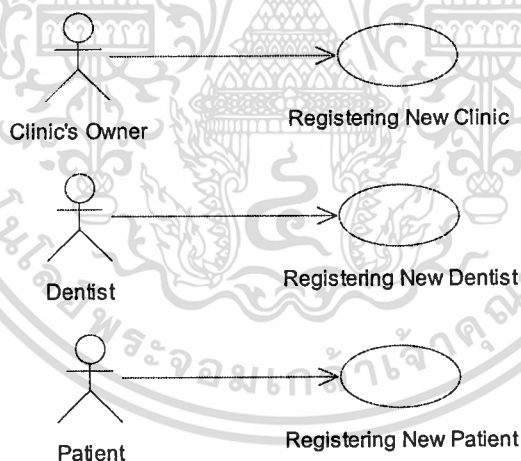 Clinic's Owner
Registering New Clinic
Dentist
Registering New Dentist
Patient
Registering New Patient